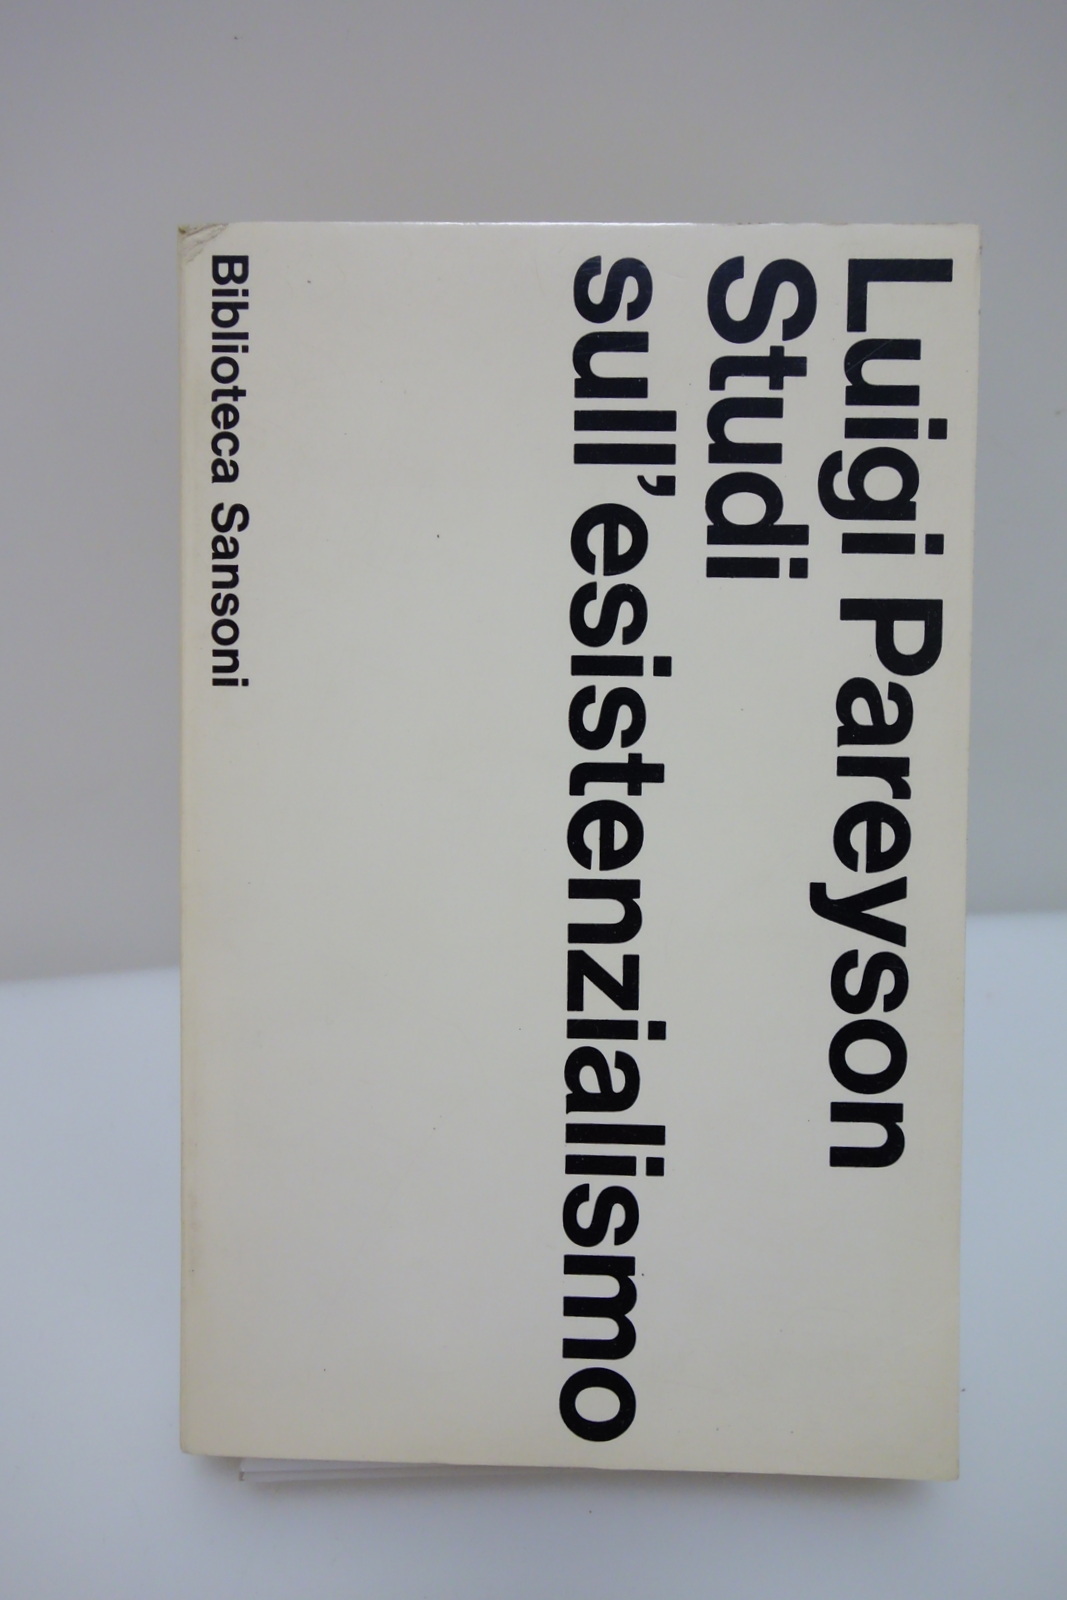 Luigi Pareyson
Studi
sull'esistenzialismo
Biblioteca Sansoni